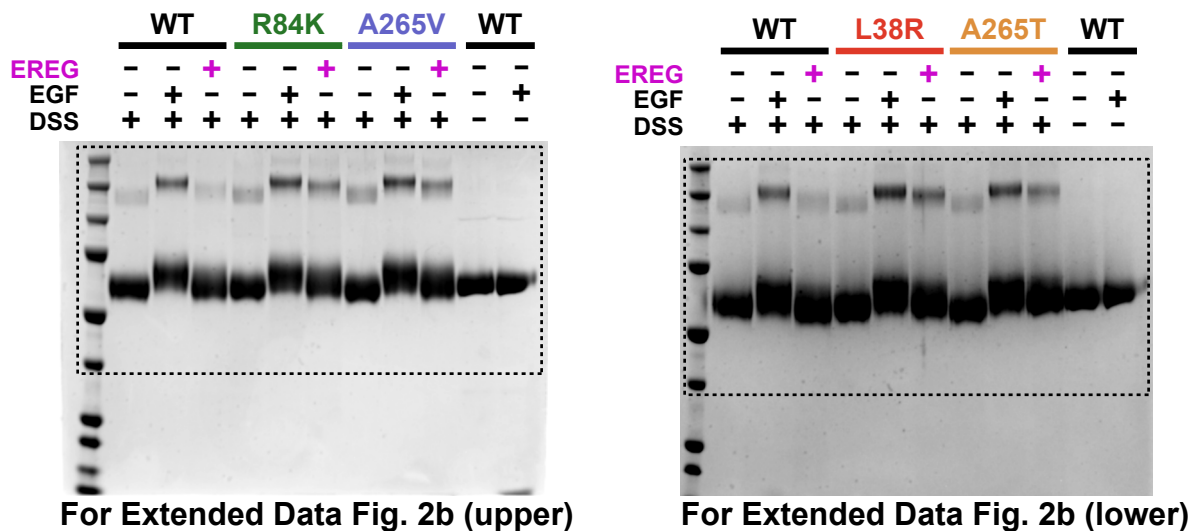 WT R84K A265V WT
EREG - - + - - + - - + - -
EGF - + - - + - - + - - +
DSS + + + + + + + + + - -
For Extended Data Fig. 2b (upper)
WT L38R A265T WT
EREG - - + - - + - - + - -
EGF - + - - + - - + - - +
DSS + + + + + + + + + - -
For Extended Data Fig. 2b (lower)